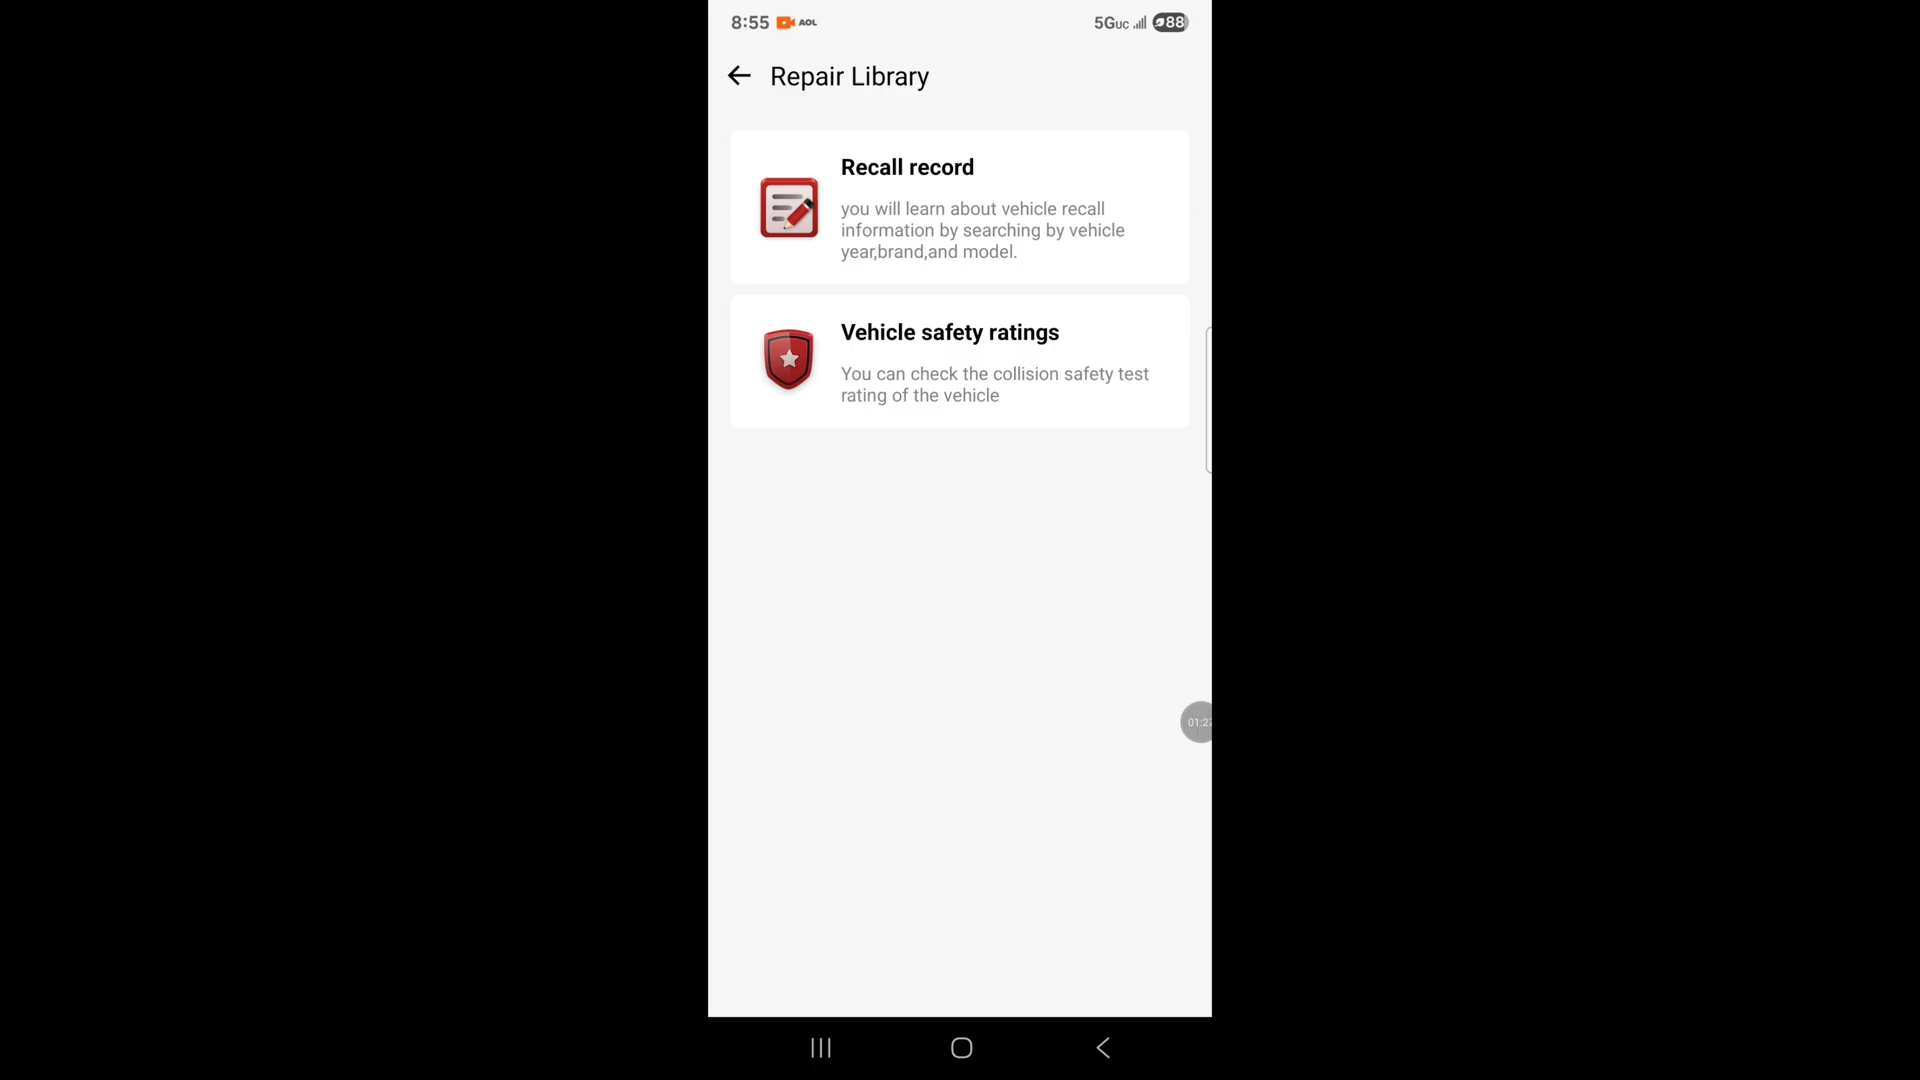 8:55 AOL 5GUC 88
Repair Library
Recall record
you will learn about vehicle recall
information by searching by vehicle
year,brand,and model.
Vehicle safety ratings
You can check the collision safety test
rating of the vehicle